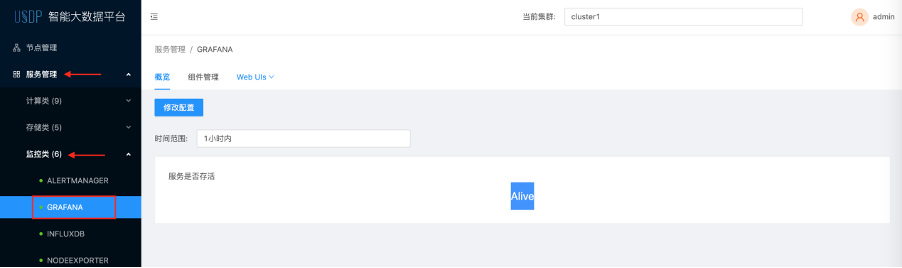 USDP 智能大数据平台
当前集群: cluster1
admin
节点管理
服务管理
计算类 (9)
存储类 (5)
监控类 (6)
ALERTMANAGER
GRAFANA
INFLUXDB
NODEEXPORTER
服务管理 / GRAFANA
概览 组件管理 Web UIs
修改配置
时间范围: 1小时内
服务是否存活
Alive